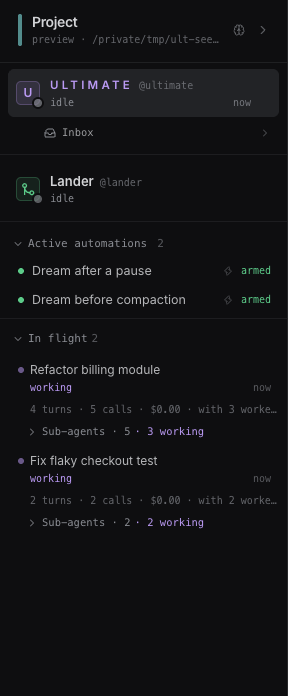 Project
preview · /private/tmp/ult-see…
U
ULTIMATE @ultimate
idle now
Inbox
Lander @lander
idle
Active automations 2
Dream after a pause armed
Dream before compaction armed
In flight 2
Refactor billing module
working now
4 turns · 5 calls · $0.00 · with 3 worke…
Sub-agents · 5 · 3 working
Fix flaky checkout test
working now
2 turns · 2 calls · $0.00 · with 2 worke…
Sub-agents · 2 · 2 working